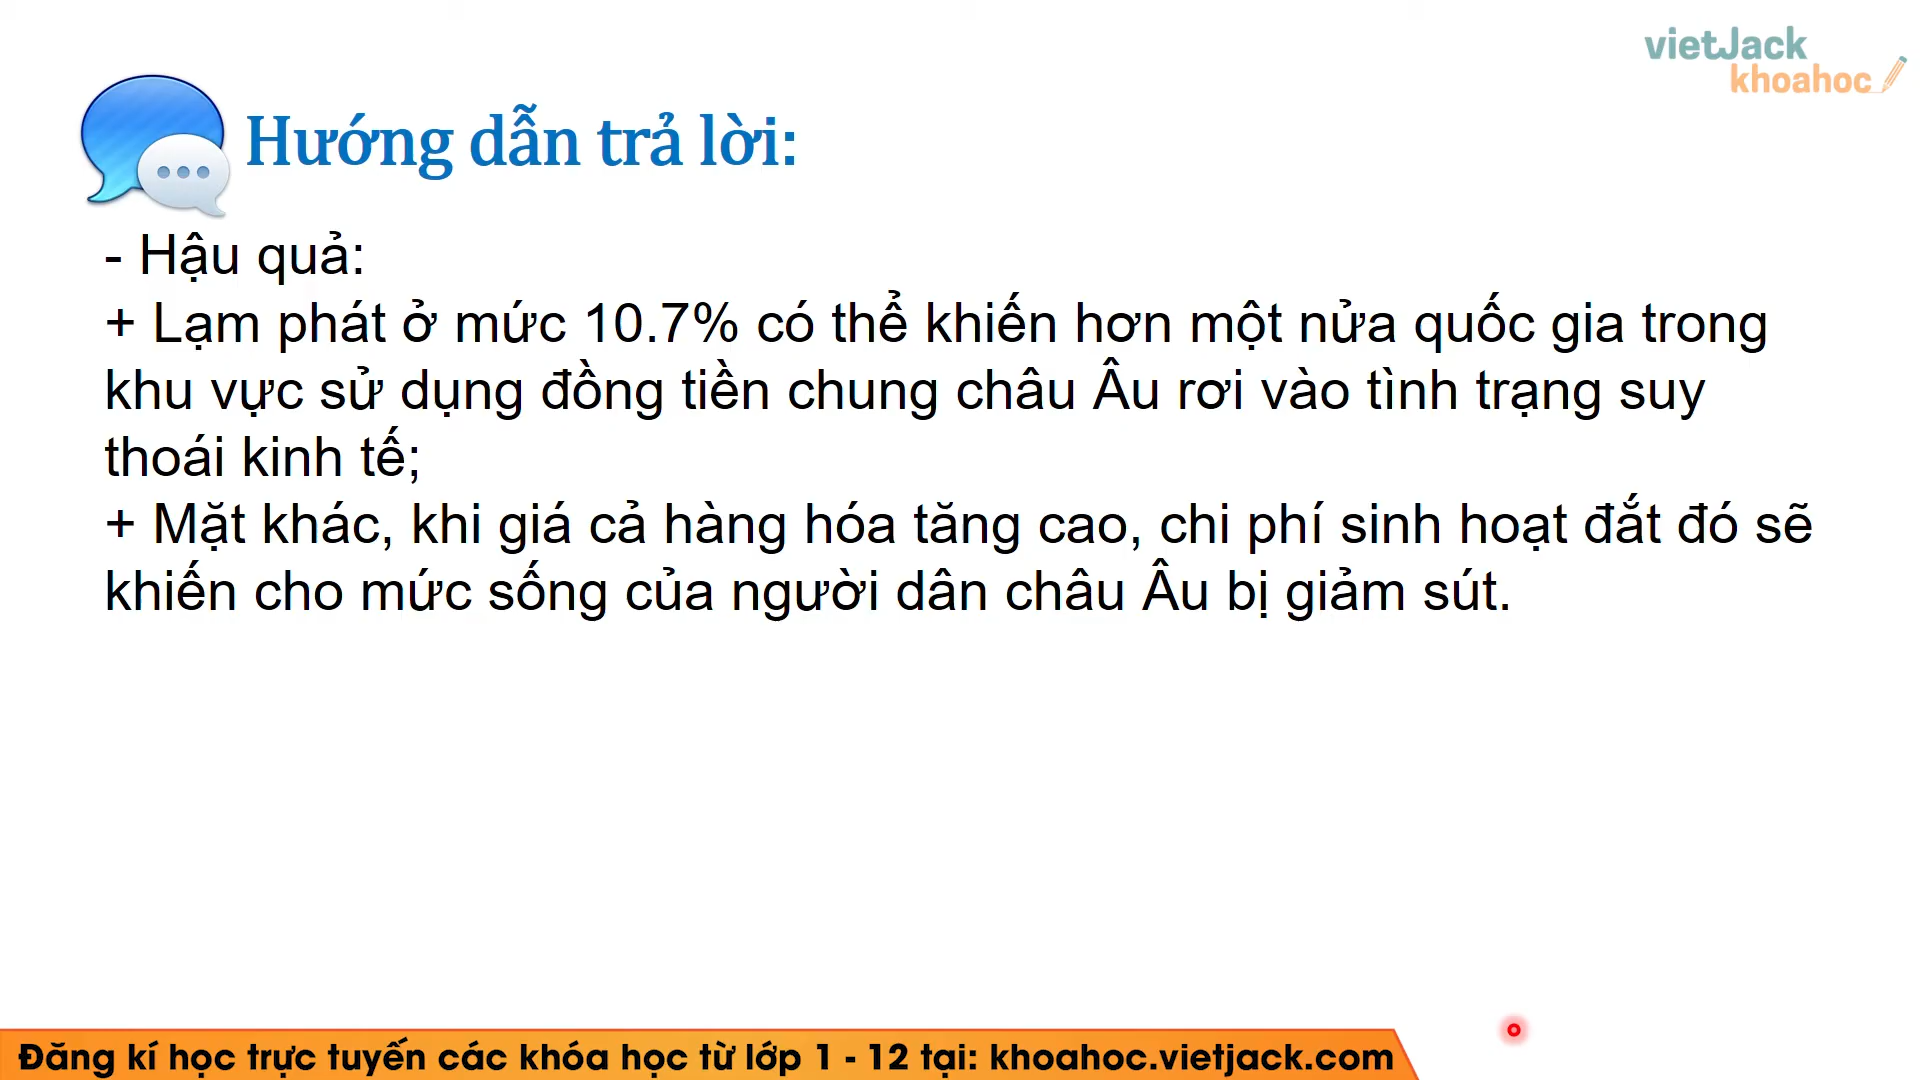 vietJack
khoahoc
Hướng dẫn trả lời:
- Hậu quả:
+ Lạm phát ở mức 10.7% có thể khiến hơn một nửa quốc gia trong
khu vực sử dụng đồng tiền chung châu Âu rơi vào tình trạng suy
thoái kinh tế;
+ Mặt khác, khi giá cả hàng hóa tăng cao, chi phí sinh hoạt đắt đó sẽ
khiến cho mức sống của người dân châu Âu bị giảm sút.
Đăng kí học trực tuyến các khóa học từ lớp 1 - 12 tại: khoahoc.vietjack.com